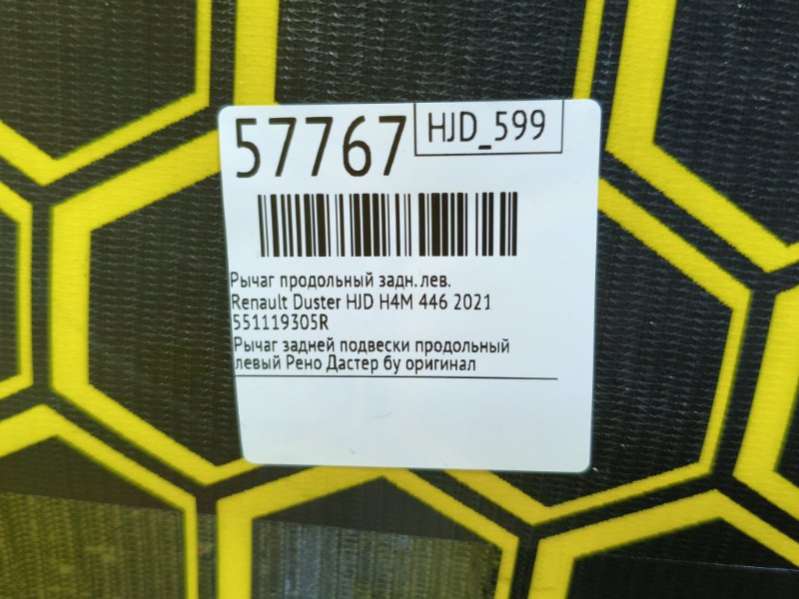 57767
HJD_599
Рычаг продольный задн. лев.
Renault Duster HJD H4M 446 2021
551119305R
Рычаг задней подвески продольный
левый Рено Дастер бу оригинал